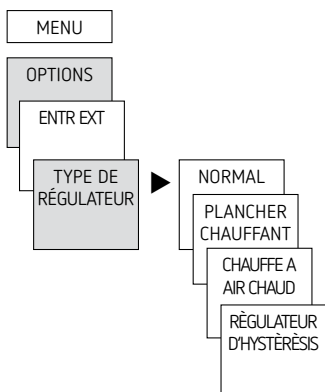 MENU
OPTIONS
ENTR EXT
TYPE DE
RÉGULATEUR
NORMAL
PLANCHER
CHAUFFANT
CHAUFFE A
AIR CHAUD
RÈGULATEUR
D'HYSTÈRÈSIS